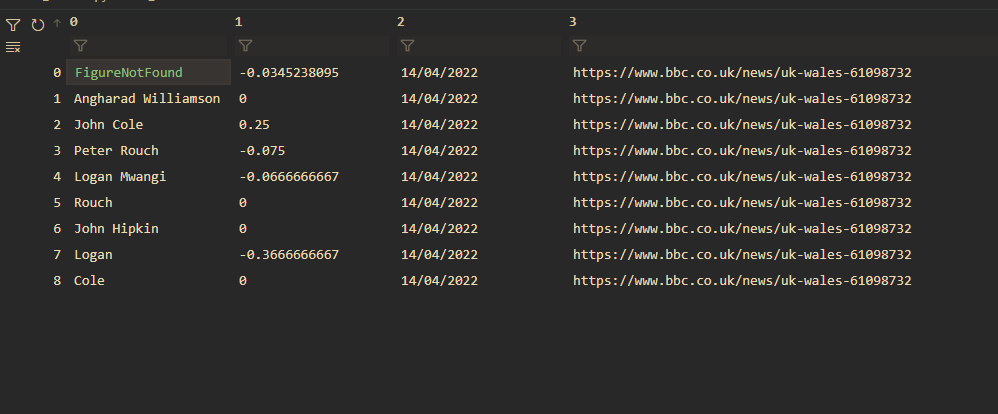 0 1 2 3
0 FigureNotFound -0.0345238095 14/04/2022 https://www.bbc.co.uk/news/uk-wales-61098732
1 Angharad Williamson 0 14/04/2022 https://www.bbc.co.uk/news/uk-wales-61098732
2 John Cole 0.25 14/04/2022 https://www.bbc.co.uk/news/uk-wales-61098732
3 Peter Rouch -0.075 14/04/2022 https://www.bbc.co.uk/news/uk-wales-61098732
4 Logan Mwangi -0.0666666667 14/04/2022 https://www.bbc.co.uk/news/uk-wales-61098732
5 Rouch 0 14/04/2022 https://www.bbc.co.uk/news/uk-wales-61098732
6 John Hipkin 0 14/04/2022 https://www.bbc.co.uk/news/uk-wales-61098732
7 Logan -0.3666666667 14/04/2022 https://www.bbc.co.uk/news/uk-wales-61098732
8 Cole 0 14/04/2022 https://www.bbc.co.uk/news/uk-wales-61098732